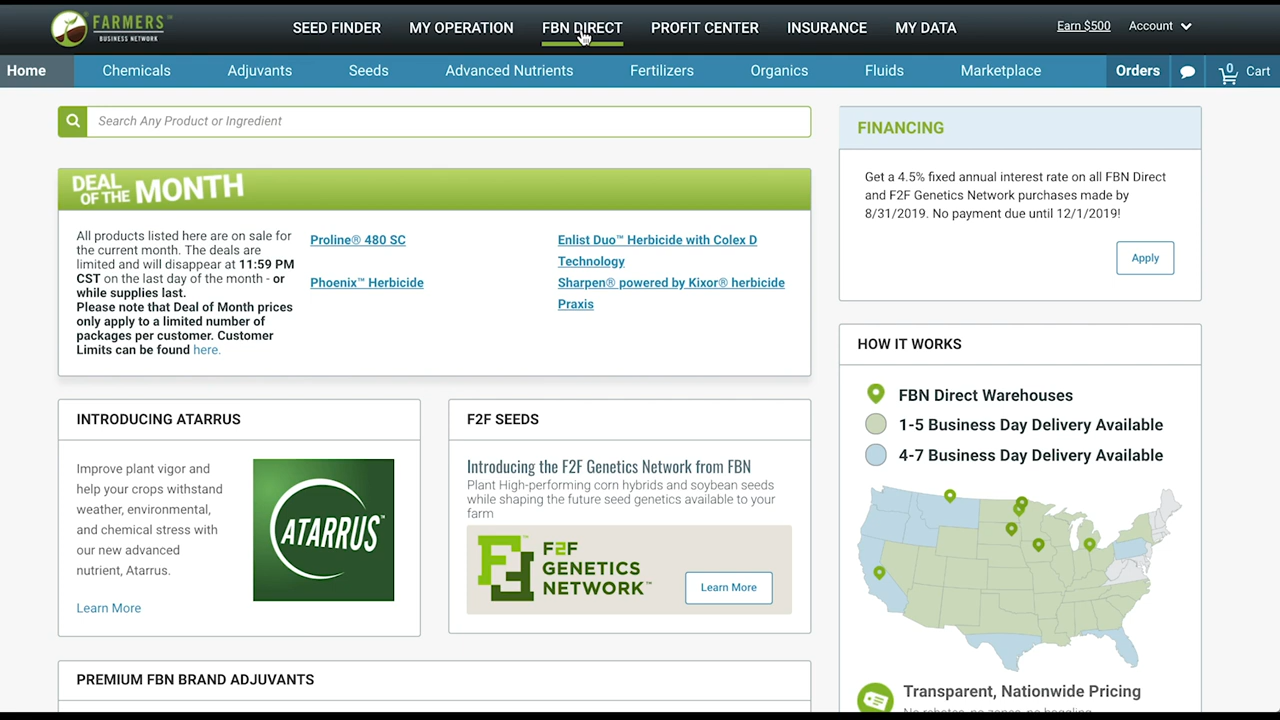 FARMERS™
BUSINESS NETWORK
SEED FINDER
MY OPERATION
FBN DIRECT
PROFIT CENTER
INSURANCE
MY DATA
Earn $500
Account
Home
Chemicals
Adjuvants
Seeds
Advanced Nutrients
Fertilizers
Organics
Fluids
Marketplace
Orders
0
Cart
Search Any Product or Ingredient
DEAL OF THE MONTH
All products listed here are on sale for
the current month. The deals are
limited and will disappear at 11:59 PM
CST on the last day of the month - or
while supplies last.
Please note that Deal of Month prices
only apply to a limited number of
packages per customer. Customer
Limits can be found here.
Proline® 480 SC
Phoenix™ Herbicide
Enlist Duo™ Herbicide with Colex D
Technology
Sharpen® powered by Kixor® herbicide
Praxis
INTRODUCING ATARRUS
Improve plant vigor and
help your crops withstand
weather, environmental,
and chemical stress with
our new advanced
nutrient, Atarrus.
Learn More
ATARRUS™
F2F SEEDS
Introducing the F2F Genetics Network from FBN
Plant High-performing corn hybrids and soybean seeds
while shaping the future seed genetics available to your
farm
F2F
GENETICS
NETWORK™
Learn More
PREMIUM FBN BRAND ADJUVANTS
FINANCING
Get a 4.5% fixed annual interest rate on all FBN Direct
and F2F Genetics Network purchases made by
8/31/2019. No payment due until 12/1/2019!
Apply
HOW IT WORKS
FBN Direct Warehouses
1-5 Business Day Delivery Available
4-7 Business Day Delivery Available
Transparent, Nationwide Pricing